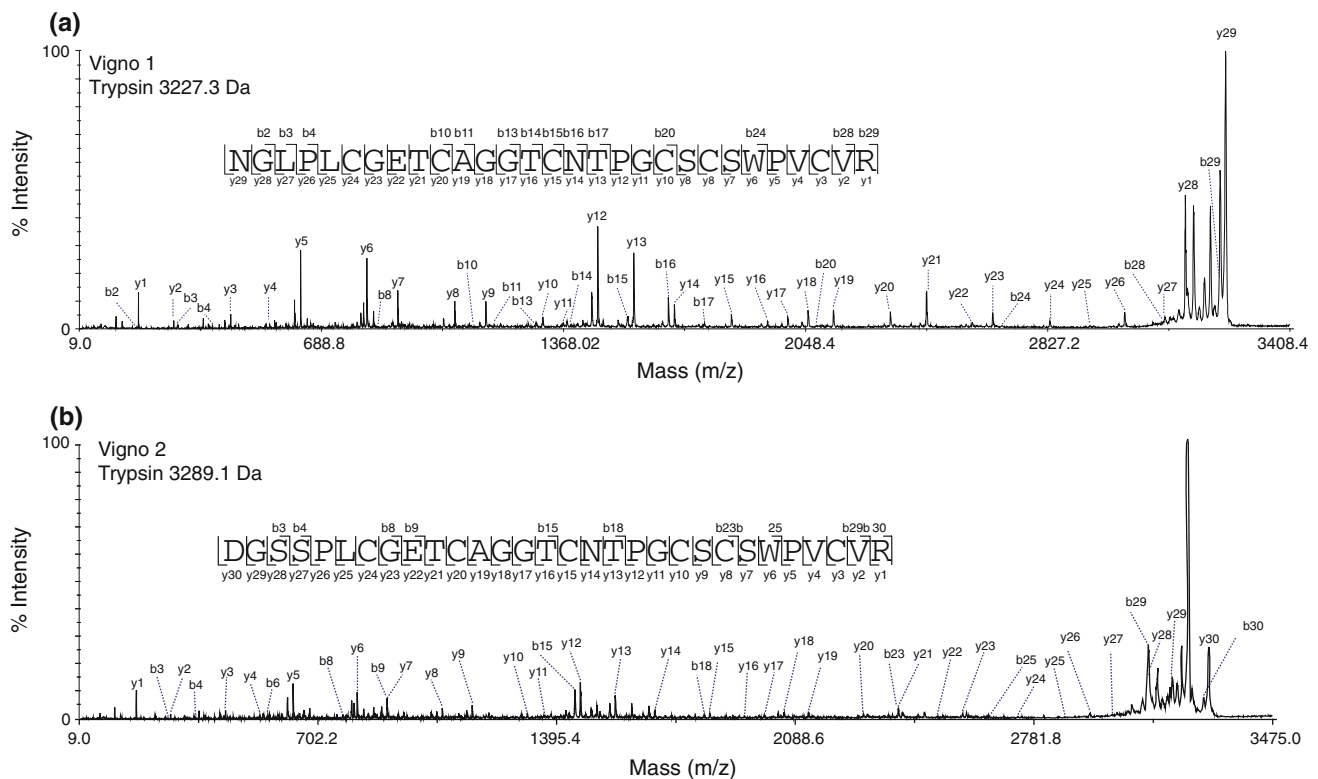 (a)
100
Vigno 1
Trypsin 3227.3 Da
% Intensity
b2 b3 b4 b10 b11 b13 b14 b15 b16 b17 b20 b24 b28 b29
NGLPLCGETCAGGTCNTPGCSCSWPVCVR
y29 y28 y27 y26 y25 y24 y23 y22 y21 y20 y19 y18 y17 y16 y15 y14 y13 y12 y11 y10 y8 y8 y7 y6 y5 y4 y3 y2 y1
b2 y1 y2 b3 b4 y3 y4 y5 y6 b8 y7 y8 b10 y9 b11 b13 y10 y11 b14 y12 b15 y13 b16 y14 b17 y15 y16 y17 y18 b20 y19 y20 y21 y22 y23 b24 y24 y25 y26 b28 y27 y28 b29 y29
0
9.0 688.8 1368.02 2048.4 2827.2 3408.4
Mass (m/z)
(b)
100
Vigno 2
Trypsin 3289.1 Da
% Intensity
b3 b4 b8 b9 b15 b18 b23b 25 b29b 30
DGSSPLCGETCAGGTCNTPGCSCSWPVCVR
y30 y29 y28 y27 y26 y25 y24 y23 y22 y21 y20 y19 y18 y17 y16 y15 y14 y13 y12 y11 y10 y9 y8 y7 y6 y5 y4 y3 y2 y1
y1 b3 y2 b4 y3 y4 b6 y5 b8 y6 b9 y7 y8 y9 y10 y11 b15 y12 y13 y14 b18 y15 y16 y17 y18 y19 y20 b23 y21 y22 y23 b25 y24 y25 y26 y27 b29 y28 y29 y30 b30
0
9.0 702.2 1395.4 2088.6 2781.8 3475.0
Mass (m/z)